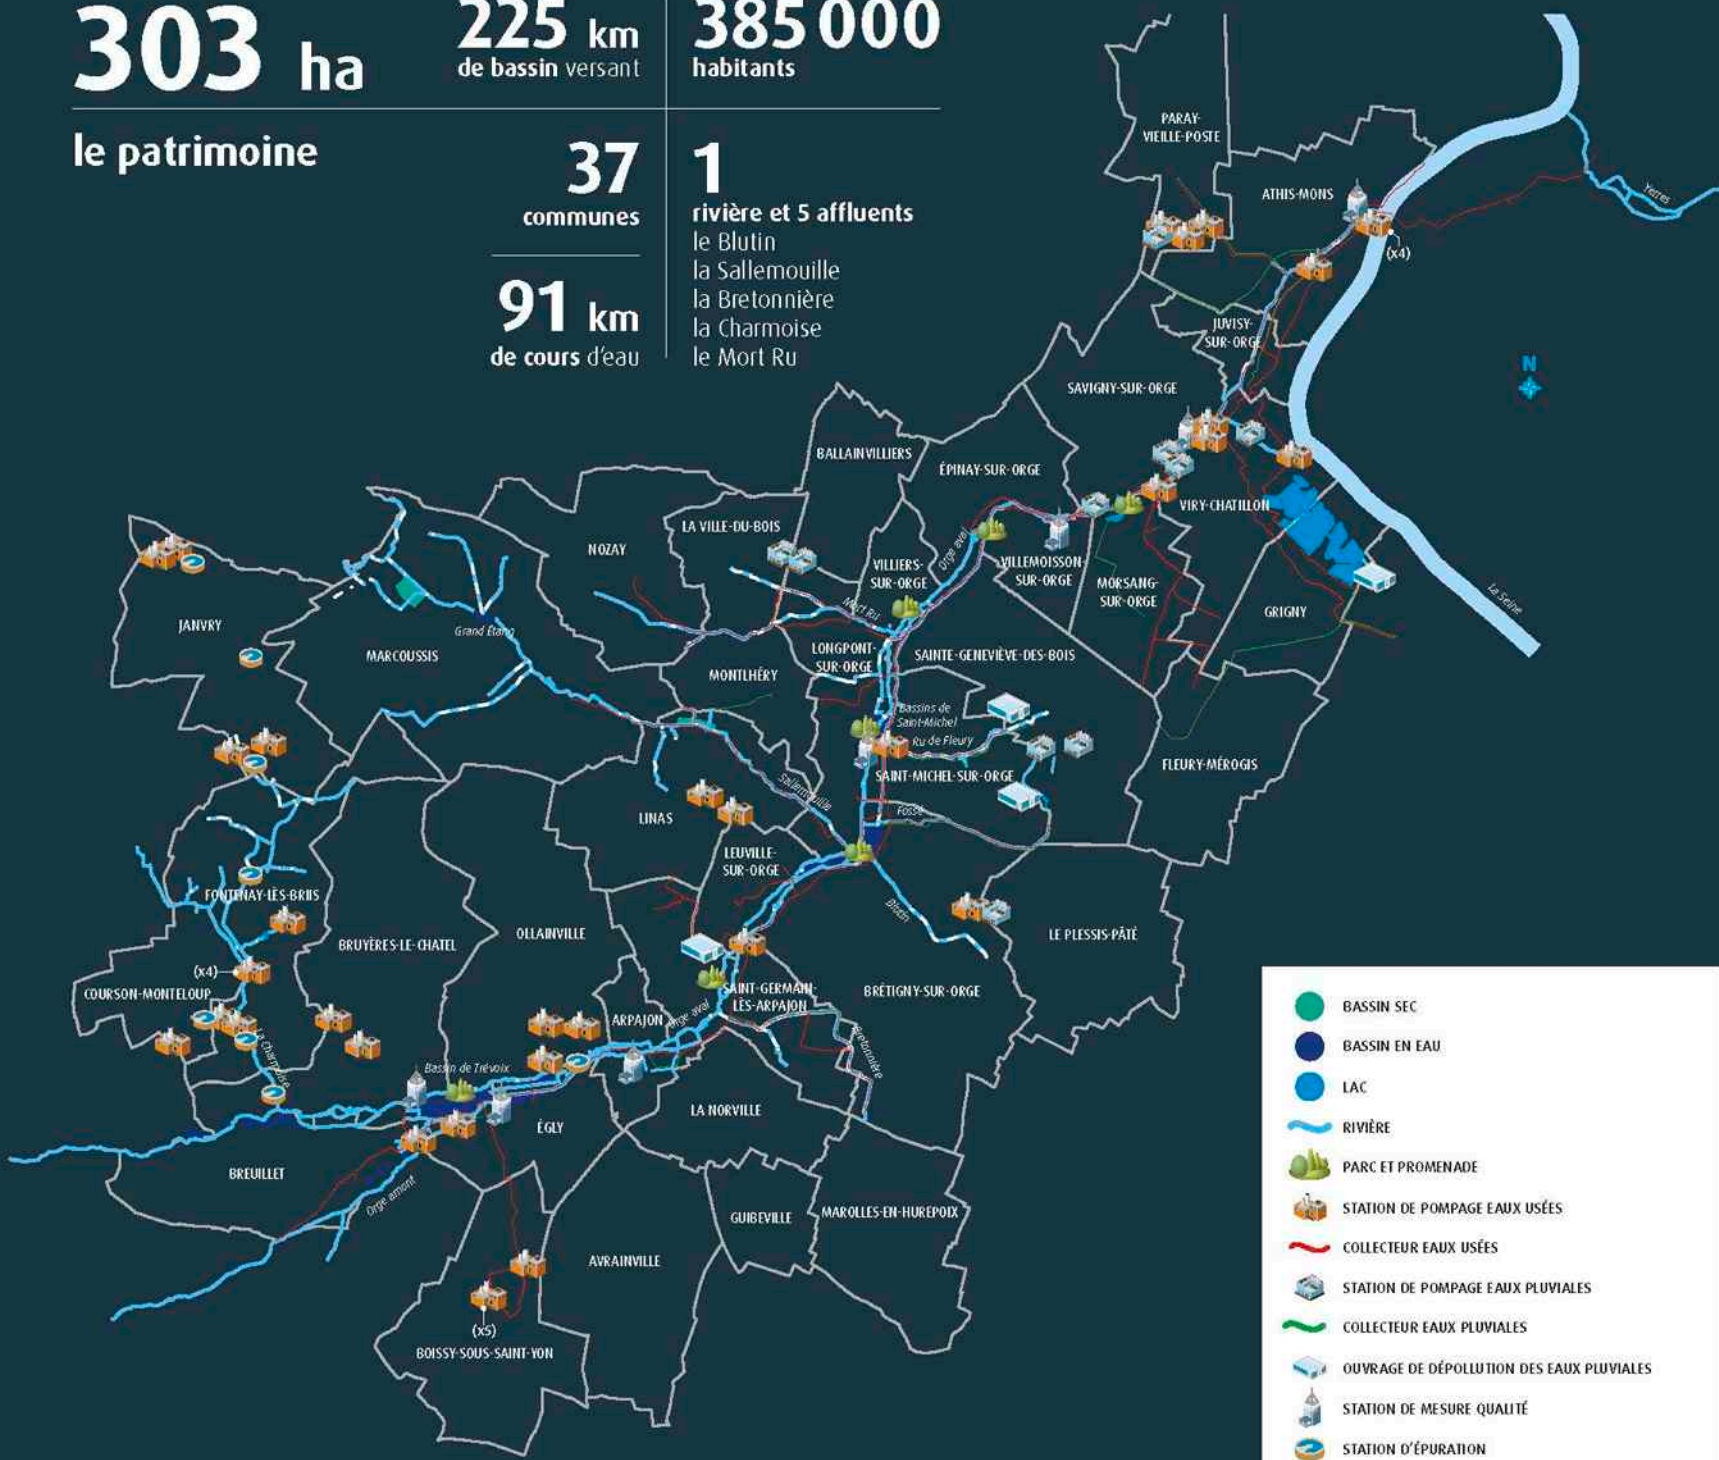 303 ha
le patrimoine
225 km
de bassin versant
385 000
habitants
37
communes
91 km
de cours d'eau
1
rivière et 5 affluents
le Blutin
la Sallemouille
la Bretonnière
la Charmoise
le Mort Ru
PARAY-
VIEILLE-POSTE
ATHIS-MONS
(x4)
Yerres
JUVISY-
SUR-ORGE
N
SAVIGNY-SUR-ORGE
BALLAINVILLIERS
ÉPINAY-SUR-ORGE
VIRY-CHATILLON
LA VILLE-DU-BOIS
NOZAY
Orge aval
VILLIERS-
SUR-ORGE
VILLEMOISSON-
SUR-ORGE
MORSANG-
SUR-ORGE
GRIGNY
La Seine
JANVRY
Grand Étang
MARCOUSSIS
Mort Ru
LONGPONT-
SUR-ORGE
SAINTE-GENEVIÈVE-DES-BOIS
MONTLHÉRY
Bassins de
Saint-Michel
Ru de Fleury
SAINT-MICHEL-SUR-ORGE
FLEURY-MÉROGIS
Sallemouille
LINAS
Fossé
LEUVILLE-
SUR-ORGE
FONTENAY-LÈS-BRIIS
Blutin
BRUYÈRES-LE-CHATEL
OLLAINVILLE
LE PLESSIS-PÂTÉ
(x4)
COURSON-MONTELOUP
SAINT-GERMAIN-
LÈS-ARPAJON
BRÉTIGNY-SUR-ORGE
ARPAJON
Orge aval
La Charmoise
Bretonnière
Bassin de Trévoix
LA NORVILLE
ÉGLY
BREUILLET
Orge amont
GUIBEVILLE
MAROLLES-EN-HUREPOIX
AVRAINVILLE
(x5)
BOISSY-SOUS-SAINT-YON
BASSIN SEC
BASSIN EN EAU
LAC
RIVIÈRE
PARC ET PROMENADE
STATION DE POMPAGE EAUX USÉES
COLLECTEUR EAUX USÉES
STATION DE POMPAGE EAUX PLUVIALES
COLLECTEUR EAUX PLUVIALES
OUVRAGE DE DÉPOLLUTION DES EAUX PLUVIALES
STATION DE MESURE QUALITÉ
STATION D'ÉPURATION